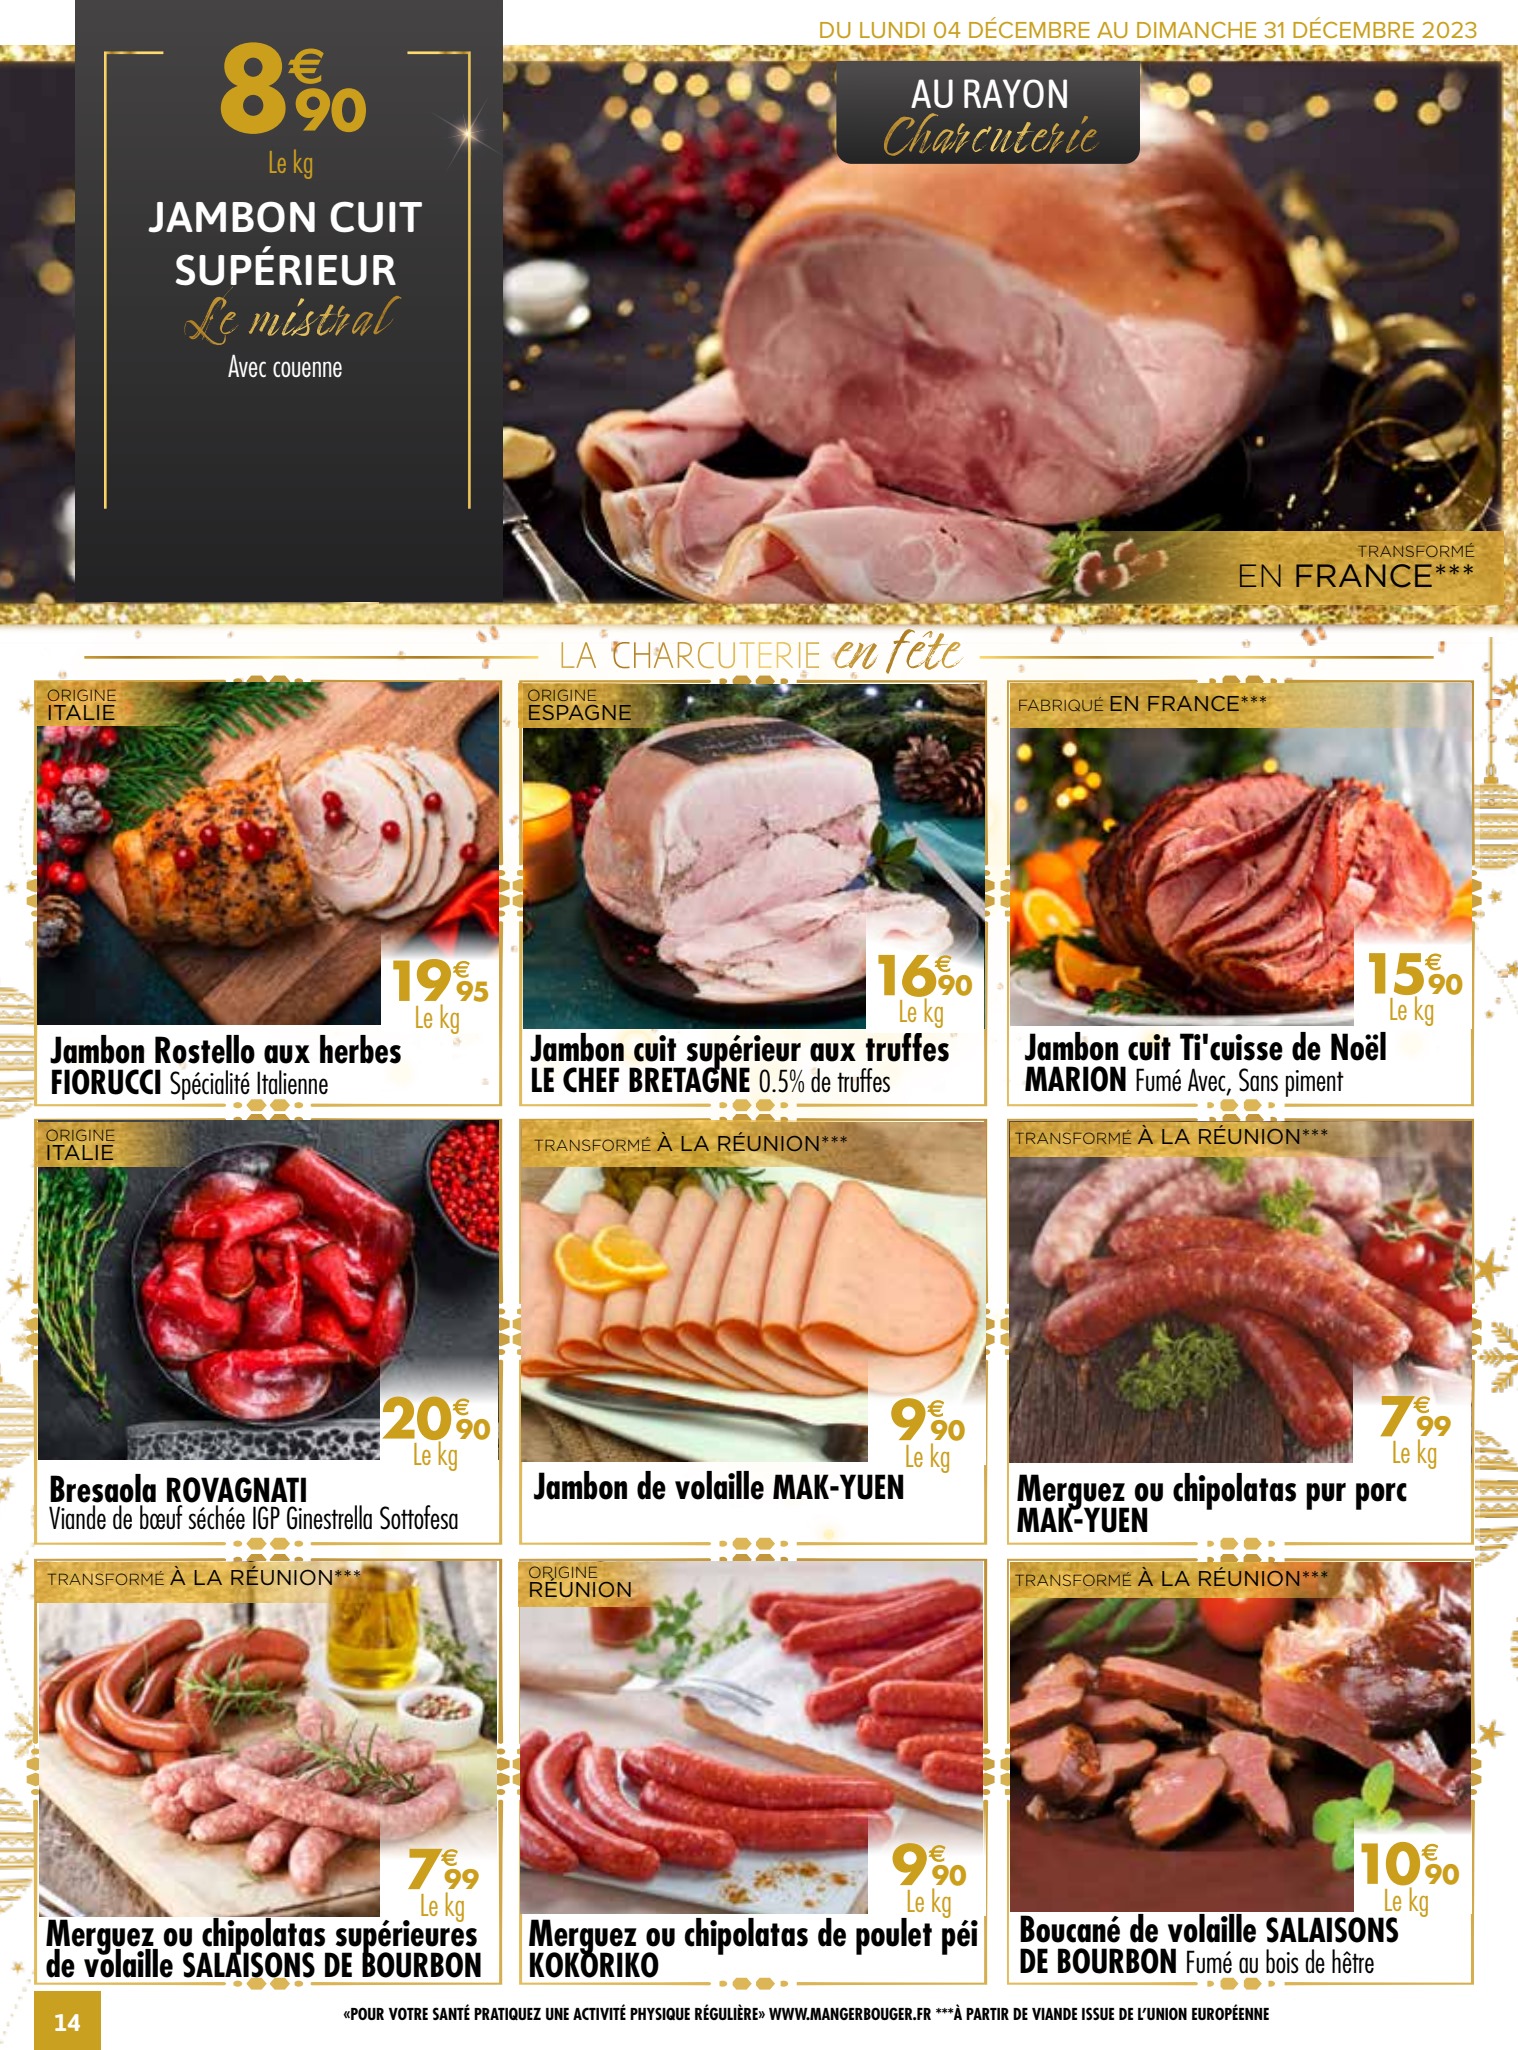 DU LUNDI 04 DÉCEMBRE AU DIMANCHE 31 DÉCEMBRE 2023
8€90
Le kg
JAMBON CUIT
SUPÉRIEUR
Le mistral
Avec couenne
AU RAYON
Charcuterie
TRANSFORMÉ
EN FRANCE***
LA CHARCUTERIE en fête
ORIGINE
ITALIE
19€95
Le kg
Jambon Rostello aux herbes
FIORUCCI Spécialité Italienne
ORIGINE
ESPAGNE
16€90
Le kg
Jambon cuit supérieur aux truffes
LE CHEF BRETAGNE 0.5% de truffes
FABRIQUÉ EN FRANCE***
15€90
Le kg
Jambon cuit Ti'cuisse de Noël
MARION Fumé Avec, Sans piment
ORIGINE
ITALIE
20€90
Le kg
Bresaola ROVAGNATI
Viande de bœuf séchée IGP Ginestrella Sottofesa
TRANSFORMÉ À LA RÉUNION***
9€90
Le kg
Jambon de volaille MAK-YUEN
TRANSFORMÉ À LA RÉUNION***
7€99
Le kg
Merguez ou chipolatas pur porc
MAK-YUEN
TRANSFORMÉ À LA RÉUNION***
7€99
Le kg
Merguez ou chipolatas supérieures
de volaille SALAISONS DE BOURBON
ORIGINE
RÉUNION
9€90
Le kg
Merguez ou chipolatas de poulet péi
KOKORIKO
TRANSFORMÉ À LA RÉUNION***
10€90
Le kg
Boucané de volaille SALAISONS
DE BOURBON Fumé au bois de hêtre
14
«POUR VOTRE SANTÉ PRATIQUEZ UNE ACTIVITÉ PHYSIQUE RÉGULIÈRE» WWW.MANGERBOUGER.FR ***À PARTIR DE VIANDE ISSUE DE L'UNION EUROPÉENNE